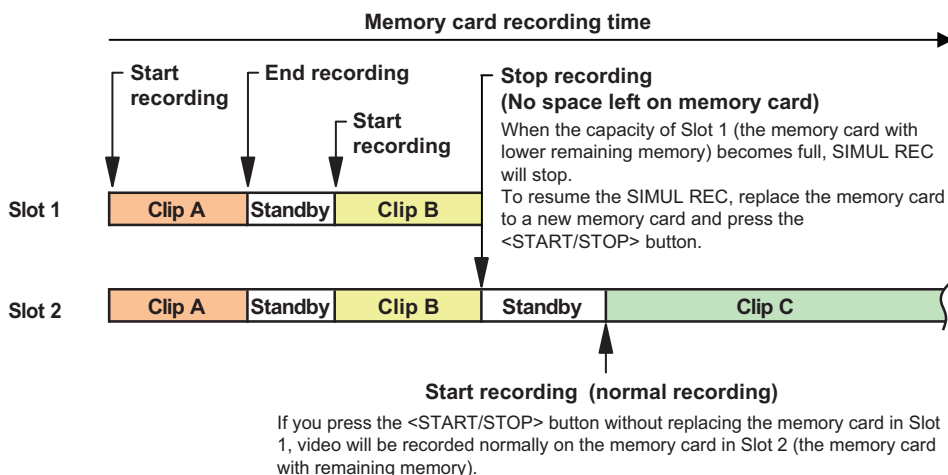 Memory card recording time
Start
recording
End recording
Start
recording
Stop recording
(No space left on memory card)
When the capacity of Slot 1 (the memory card with
lower remaining memory) becomes full, SIMUL REC
will stop.
To resume the SIMUL REC, replace the memory card
to a new memory card and press the
<START/STOP> button.
Slot 1
Clip A
Standby
Clip B
Slot 2
Clip A
Standby
Clip B
Standby
Clip C
Start recording (normal recording)
If you press the <START/STOP> button without replacing the memory card in Slot
1, video will be recorded normally on the memory card in Slot 2 (the memory card
with remaining memory).